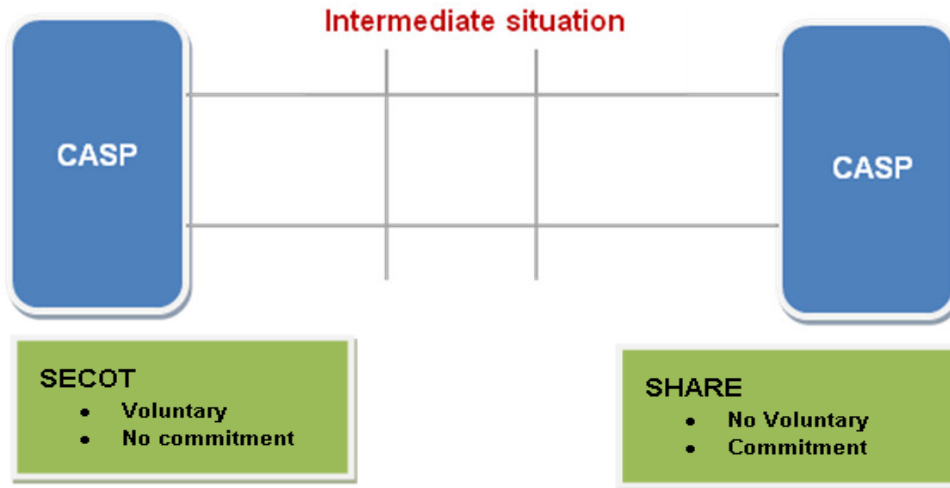 Intermediate situation
CASP
CASP
SECOT
• Voluntary
• No commitment
SHARE
• No Voluntary
• Commitment